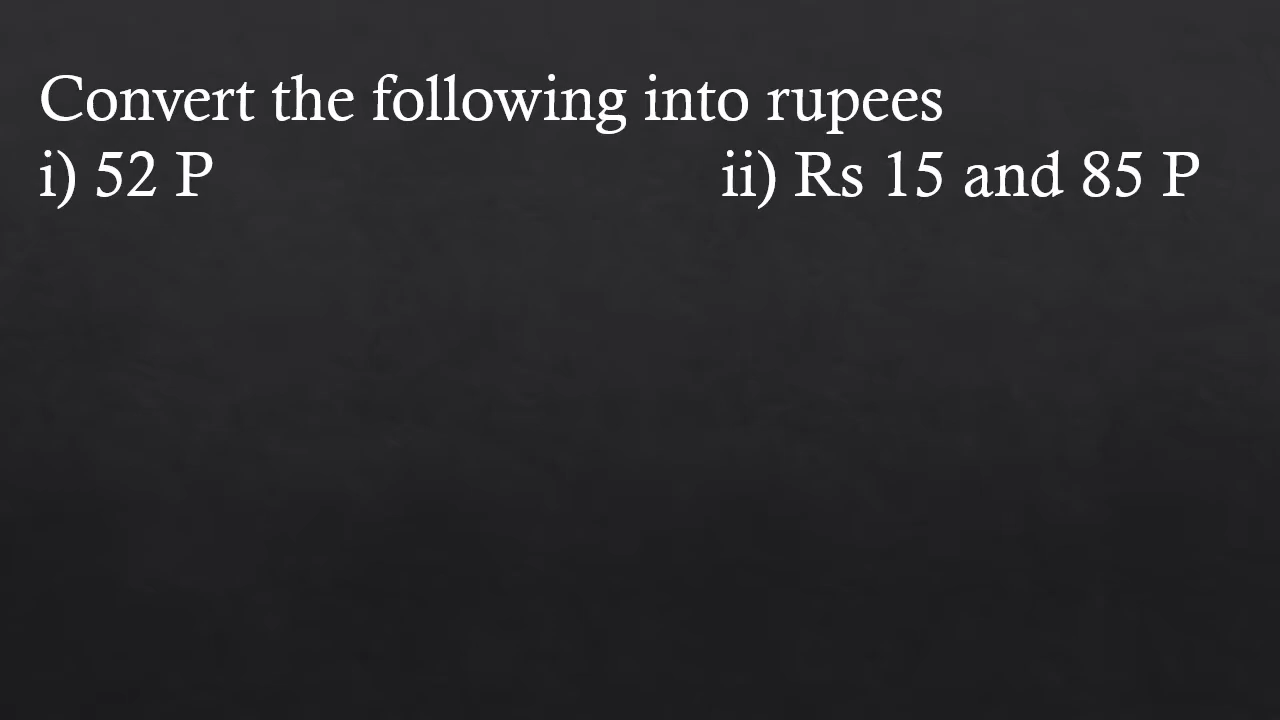 Convert the following into rupees
i) 52 P ii) Rs 15 and 85 P